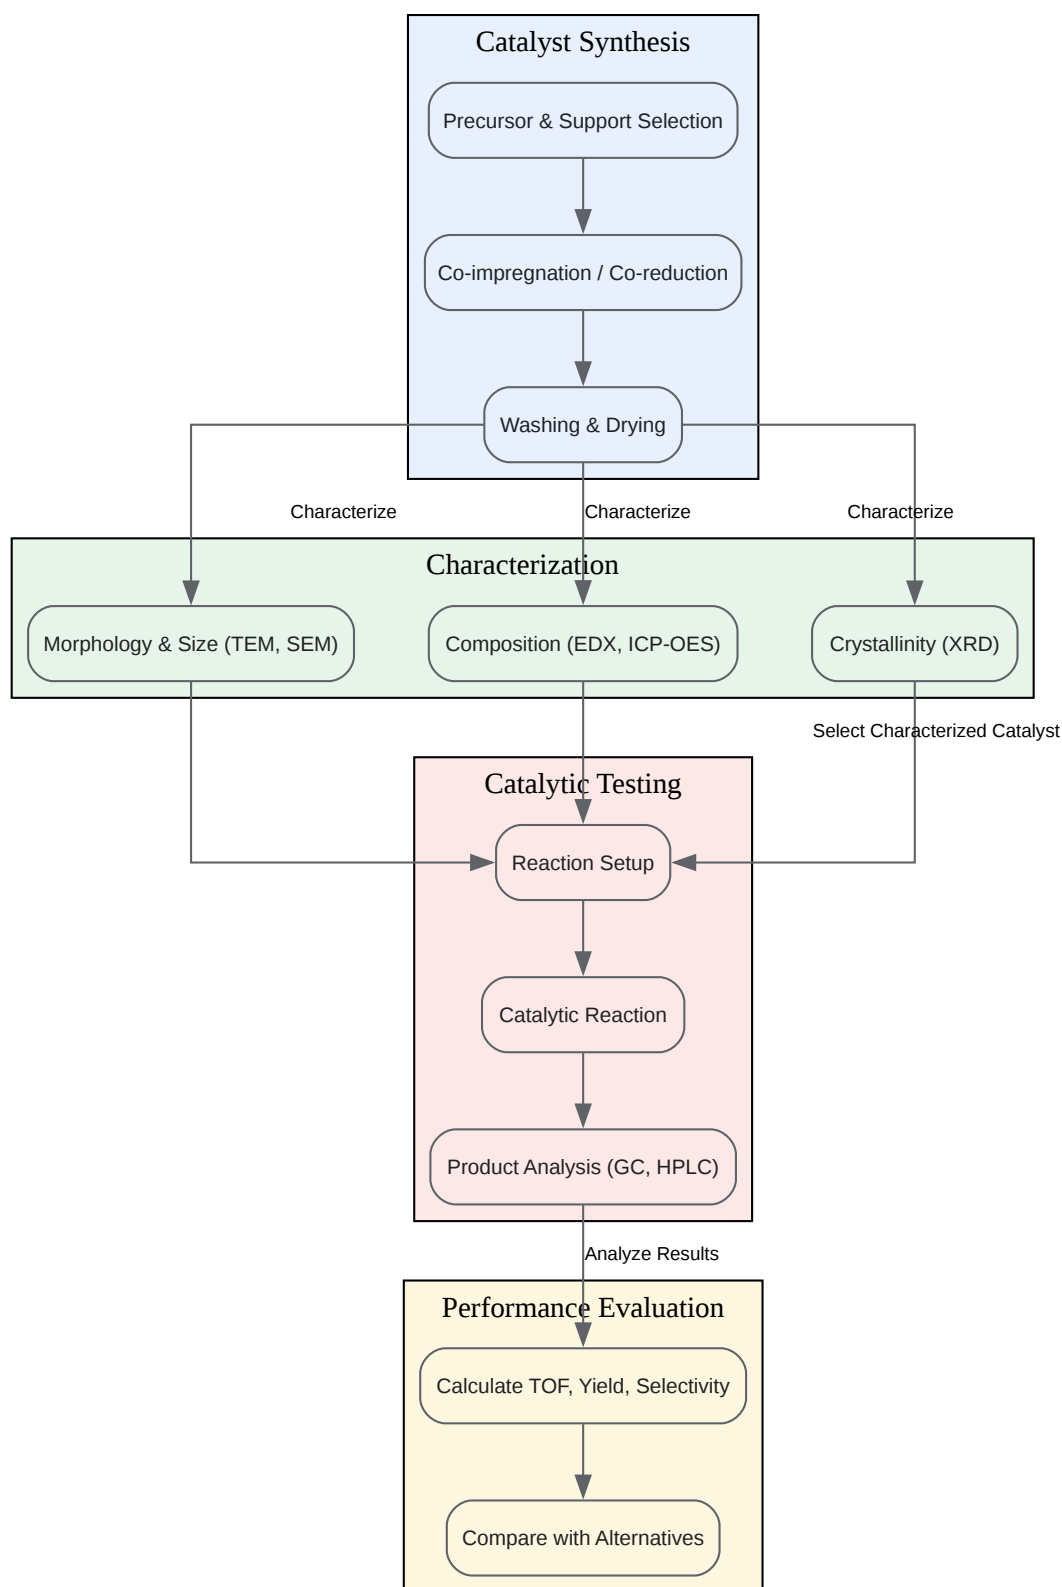 Catalyst Synthesis
Precursor & Support Selection
Co-impregnation / Co-reduction
Washing & Drying
Characterize
Characterize
Characterize
Characterization
Morphology & Size (TEM, SEM)
Composition (EDX, ICP-OES)
Crystallinity (XRD)
Select Characterized Catalyst
Catalytic Testing
Reaction Setup
Catalytic Reaction
Product Analysis (GC, HPLC)
Analyze Results
Performance Evaluation
Calculate TOF, Yield, Selectivity
Compare with Alternatives